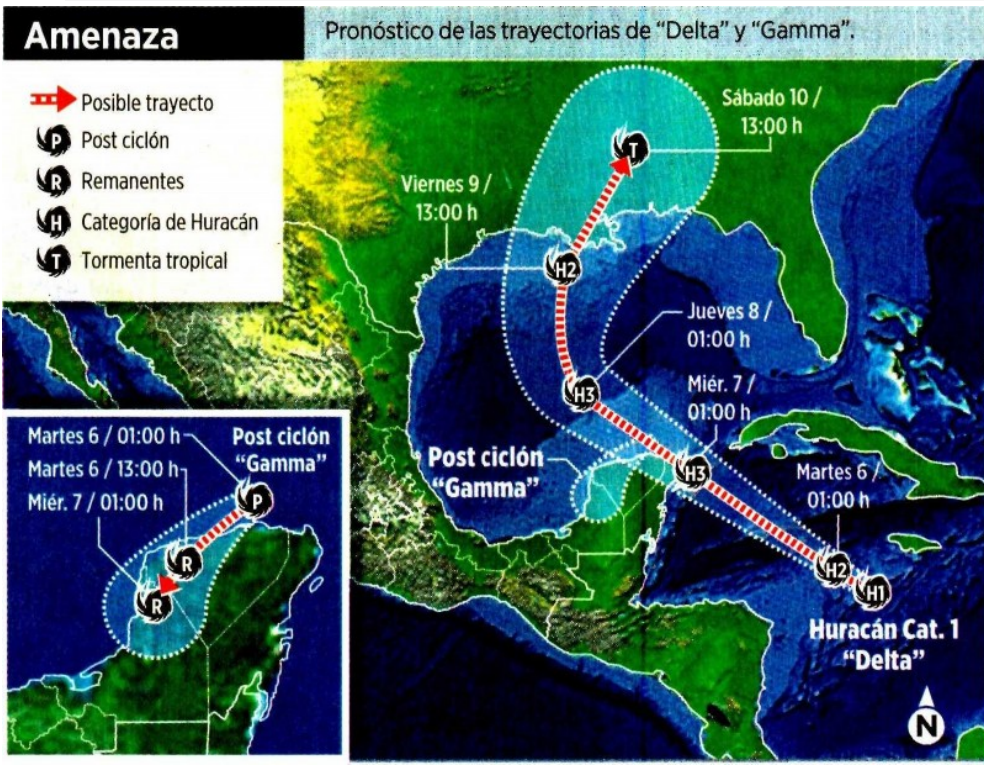 Amenaza
Pronóstico de las trayectorias de “Delta” y “Gamma”.
Posible trayecto
P Post ciclón
R Remanentes
H Categoría de Huracán
T Tormenta tropical
Sábado 10 /
13:00 h
T
Viernes 9 /
13:00 h
H2
Jueves 8 /
01:00 h
H3
Miér. 7 /
01:00 h
H3
Post ciclón
“Gamma”
Martes 6 /
01:00 h
H2
H1
Huracán Cat. 1
“Delta”
N
Martes 6 / 01:00 h
Post ciclón
“Gamma”
Martes 6 / 13:00 h
Miér. 7 / 01:00 h
P
R
R